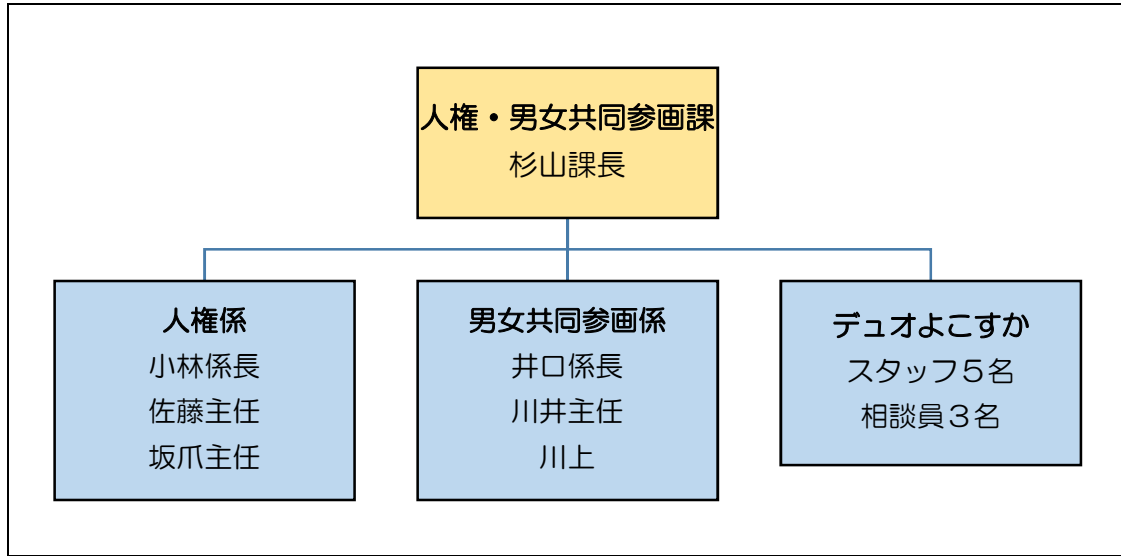 人権・男女共同参画課
杉山課長
人権係
小林係長
佐藤主任
坂爪主任
男女共同参画係
井口係長
川井主任
川上
デュオよこすか
スタッフ５名
相談員３名